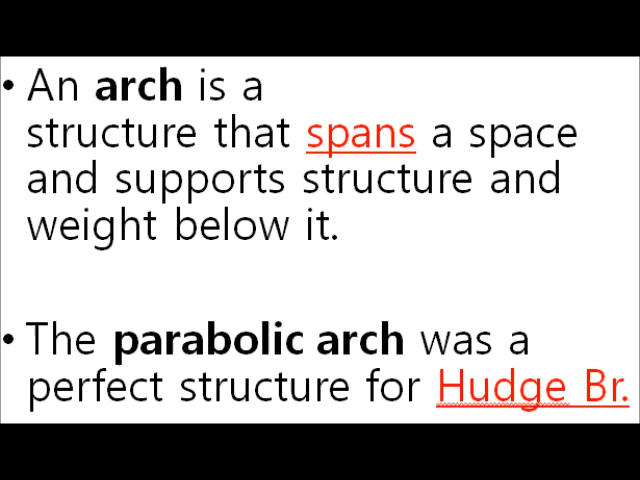 • An arch is a
structure that spans a space
and supports structure and
weight below it.
• The parabolic arch was a
perfect structure for Hudge Br.